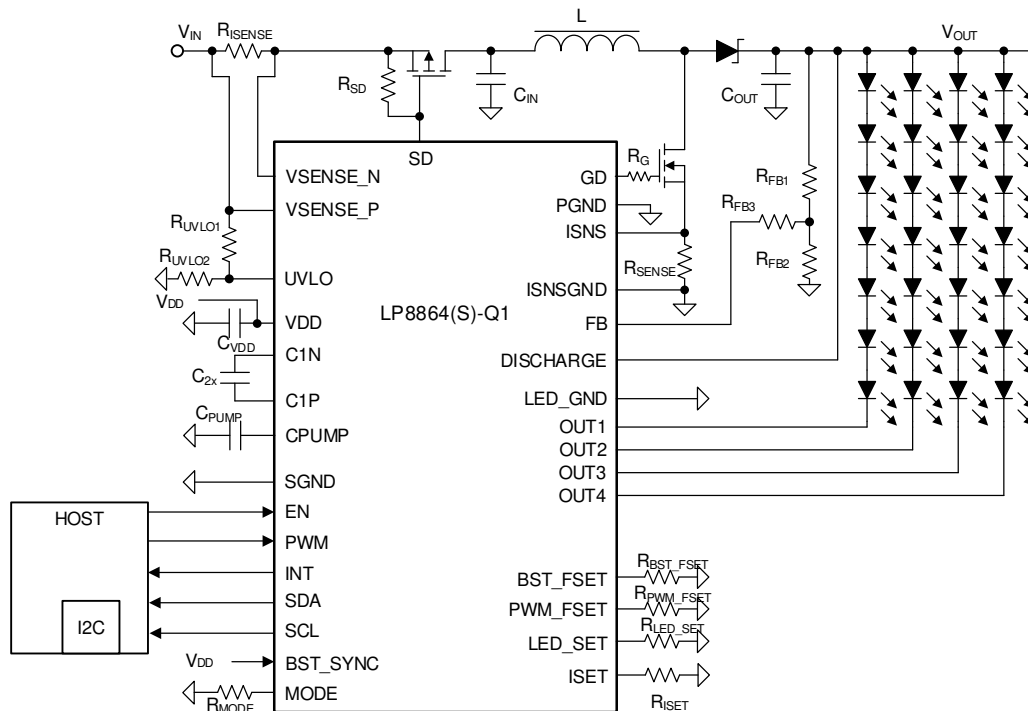 VIN
RISENSE
L
VOUT
RSD
CIN
COUT
SD
VSENSE_N
VSENSE_P
RUVLO1
RUVLO2
UVLO
VDD
VDD
CVDD
C1N
C2x
C1P
CPUMP
CPUMP
SGND
HOST
EN
PWM
INT
SDA
I2C
SCL
VDD
BST_SYNC
MODE
RMODE
LP8864(S)-Q1
GD
RG
PGND
ISNS
RSENSE
ISNSGND
FB
RFB1
RFB3
RFB2
DISCHARGE
LED_GND
OUT1
OUT2
OUT3
OUT4
BST_FSET
RBST_FSET
PWM_FSET
RPWM_FSET
LED_SET
RLED_SET
ISET
RISET